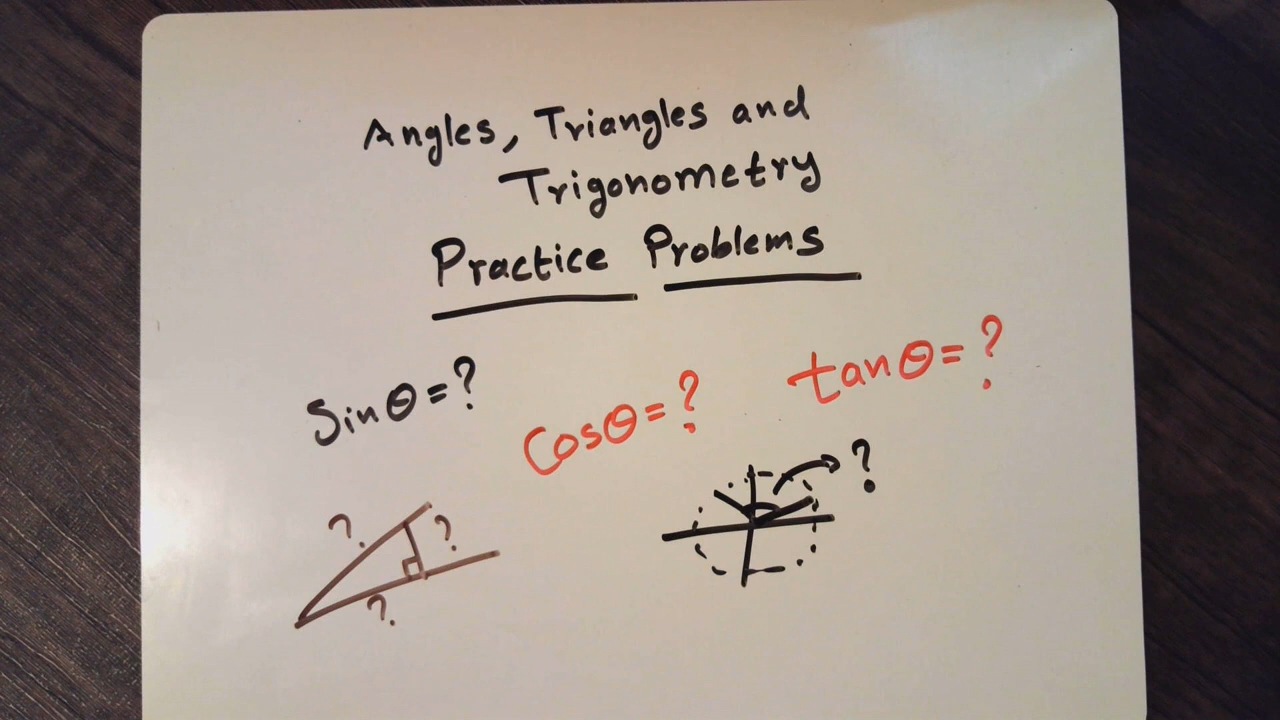 Angles, Triangles and
Trigonometry
Practice Problems
Sinθ=?
Cosθ=?
tanθ=?
?
?
?
?